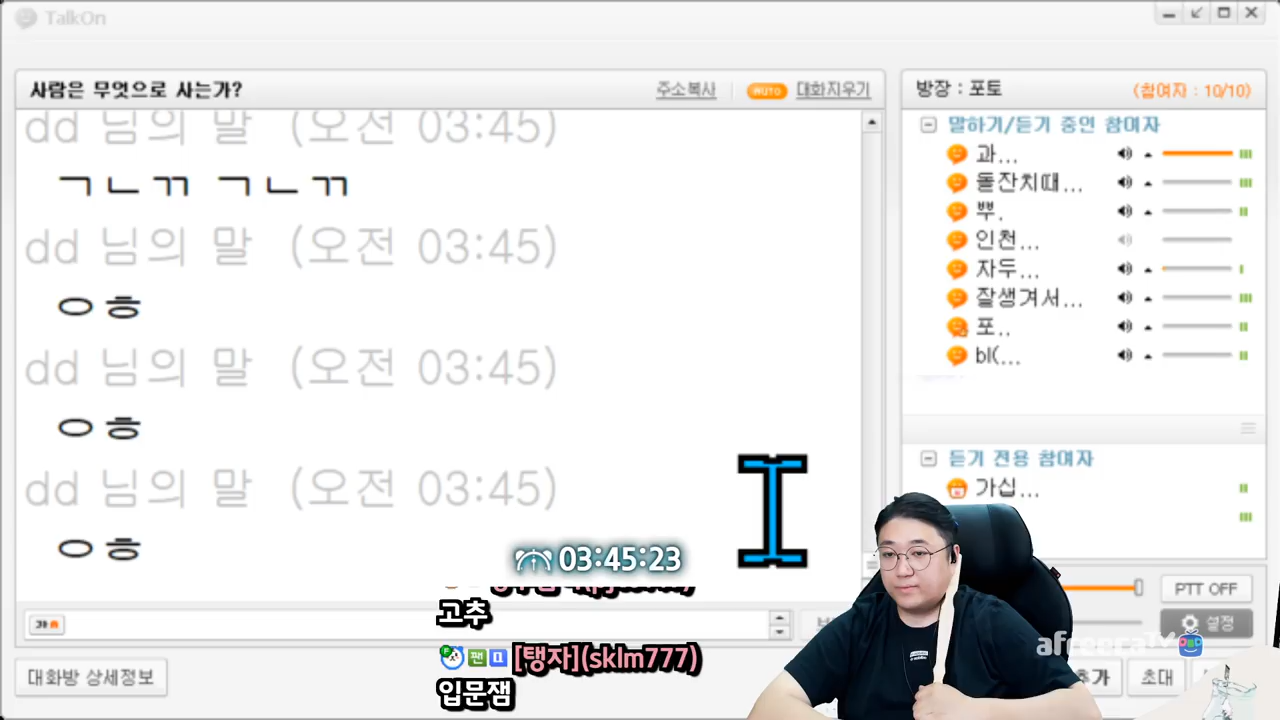 TalkOn
사람은 무엇으로 사는가?
주소복사
AUTO 대화지우기
dd 님의 말 (오전 03:45)
ㄱㄴㄲ ㄱㄴㄲ
dd 님의 말 (오전 03:45)
ㅇㅎ
dd 님의 말 (오전 03:45)
ㅇㅎ
dd 님의 말 (오전 03:45)
ㅇㅎ
03:45:23
고추
[탱자](sklm777)
입문잼
가
대화방 상세정보
방장 : 포토
(참여자 : 10/10)
말하기/듣기 중인 참여자
과...
돌잔치때...
뿌.
인천...
자두...
잘생겨서...
포..
bl(...
듣기 전용 참여자
가십...
PTT OFF
설정
afreecaTV
추가
초대